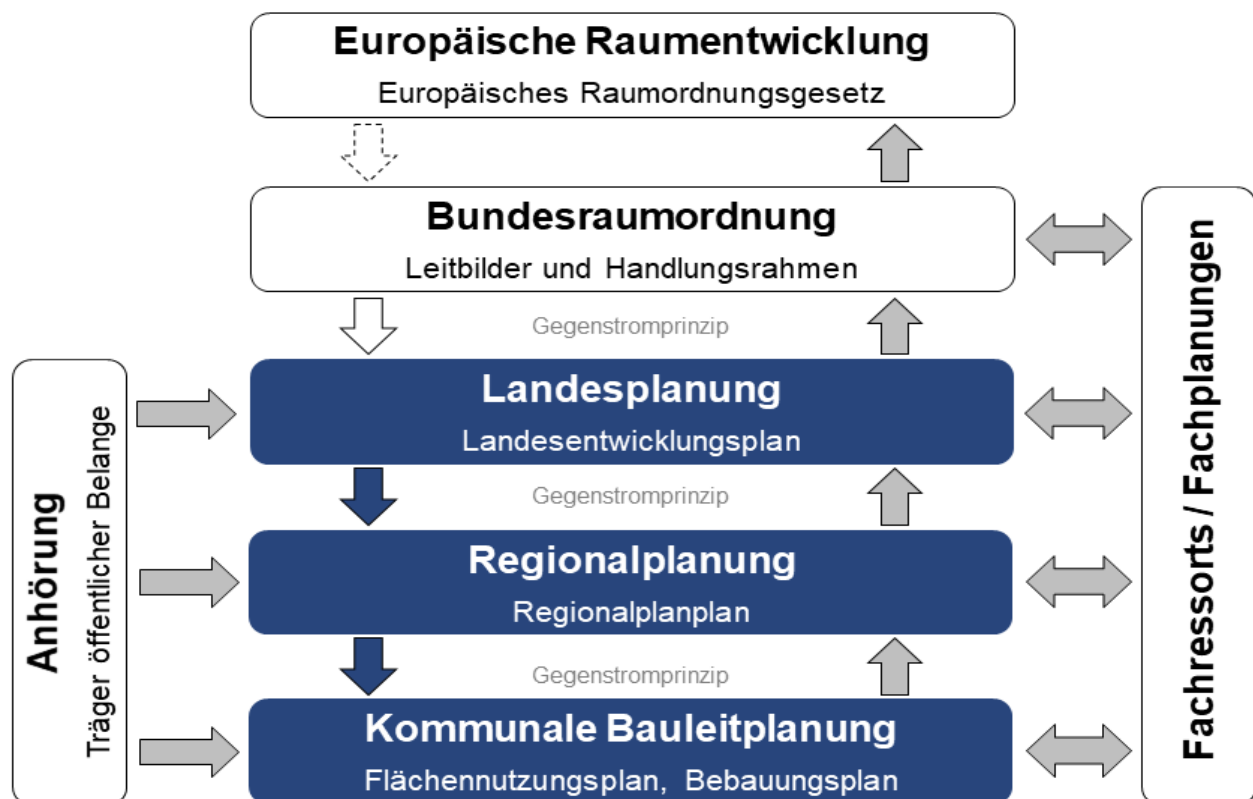 Europäische Raumentwicklung
Europäisches Raumordnungsgesetz
Bundesraumordnung
Leitbilder und Handlungsrahmen
Gegenstromprinzip
Landesplanung
Landesentwicklungsplan
Gegenstromprinzip
Regionalplanung
Regionalplanplan
Gegenstromprinzip
Kommunale Bauleitplanung
Flächennutzungsplan, Bebauungsplan
Anhörung
Träger öffentlicher Belange
Fachressorts / Fachplanungen